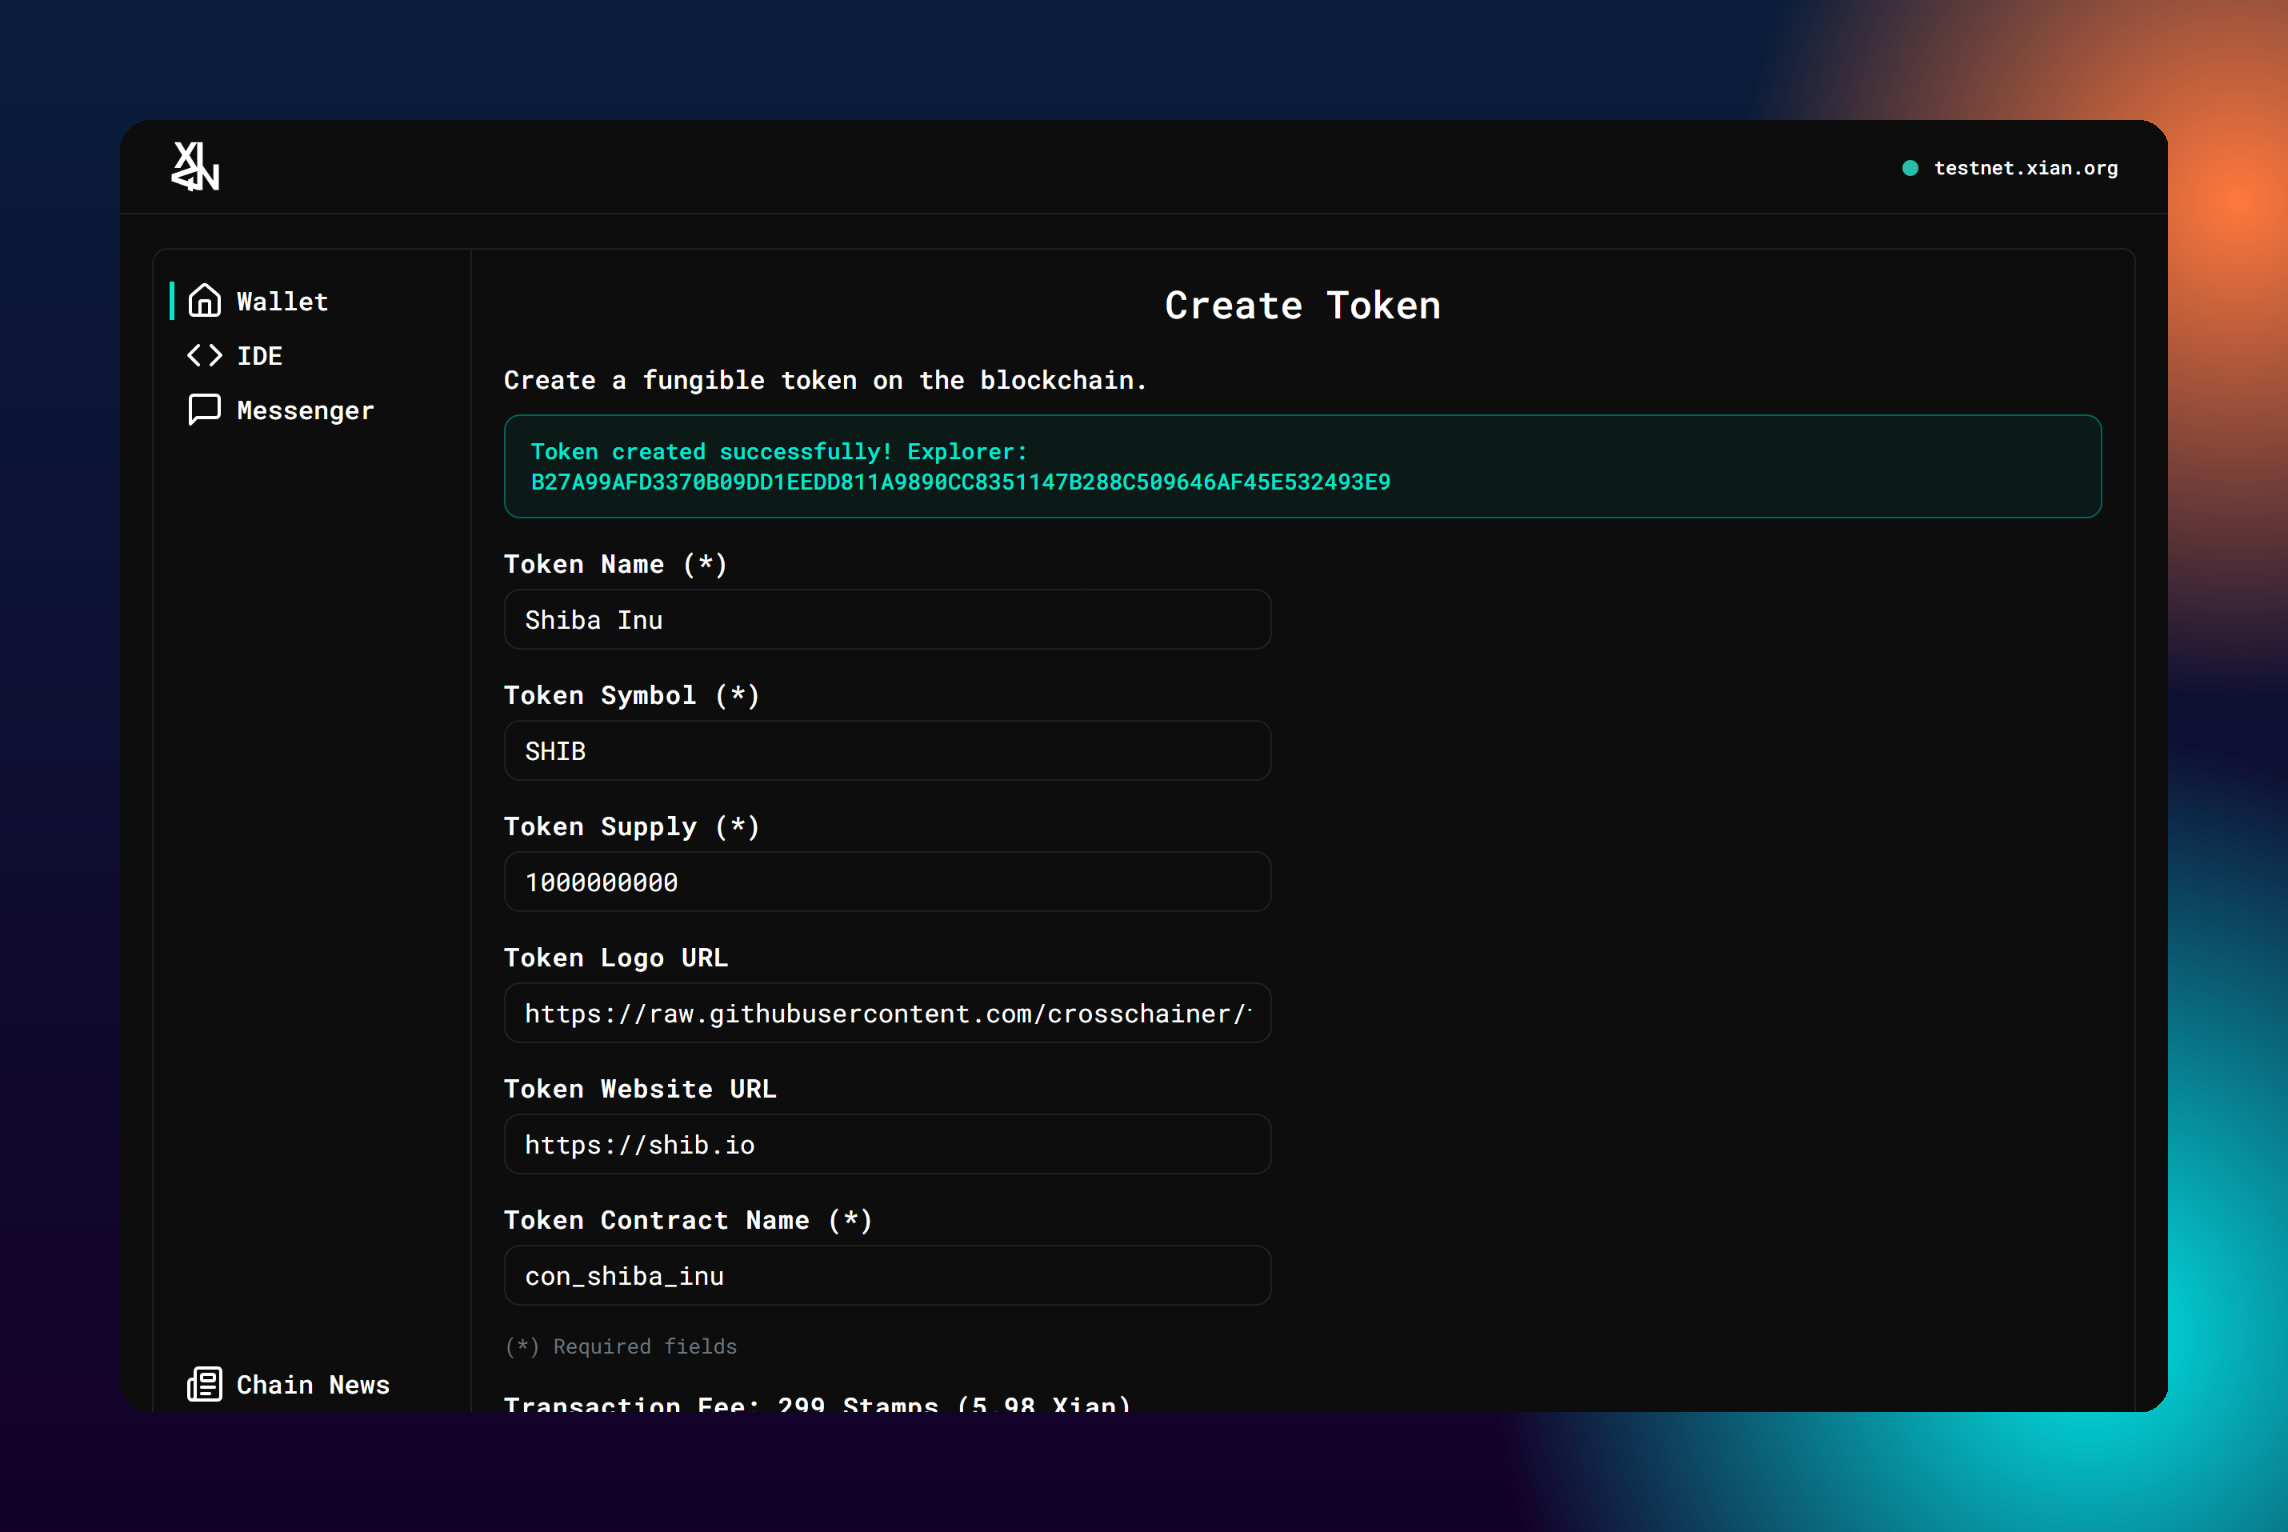 XIAN
testnet.xian.org
Wallet
IDE
Messenger
Chain News
Create Token
Create a fungible token on the blockchain.
Token created successfully! Explorer:
B27A99AFD3370B09DD1EEDD811A9890CC8351147B288C509646AF45E532493E9
Token Name (*)
Shiba Inu
Token Symbol (*)
SHIB
Token Supply (*)
1000000000
Token Logo URL
https://raw.githubusercontent.com/crosschainer/
Token Website URL
https://shib.io
Token Contract Name (*)
con_shiba_inu
(*) Required fields
Transaction Fee: 299 Stamps (5.98 Xian)